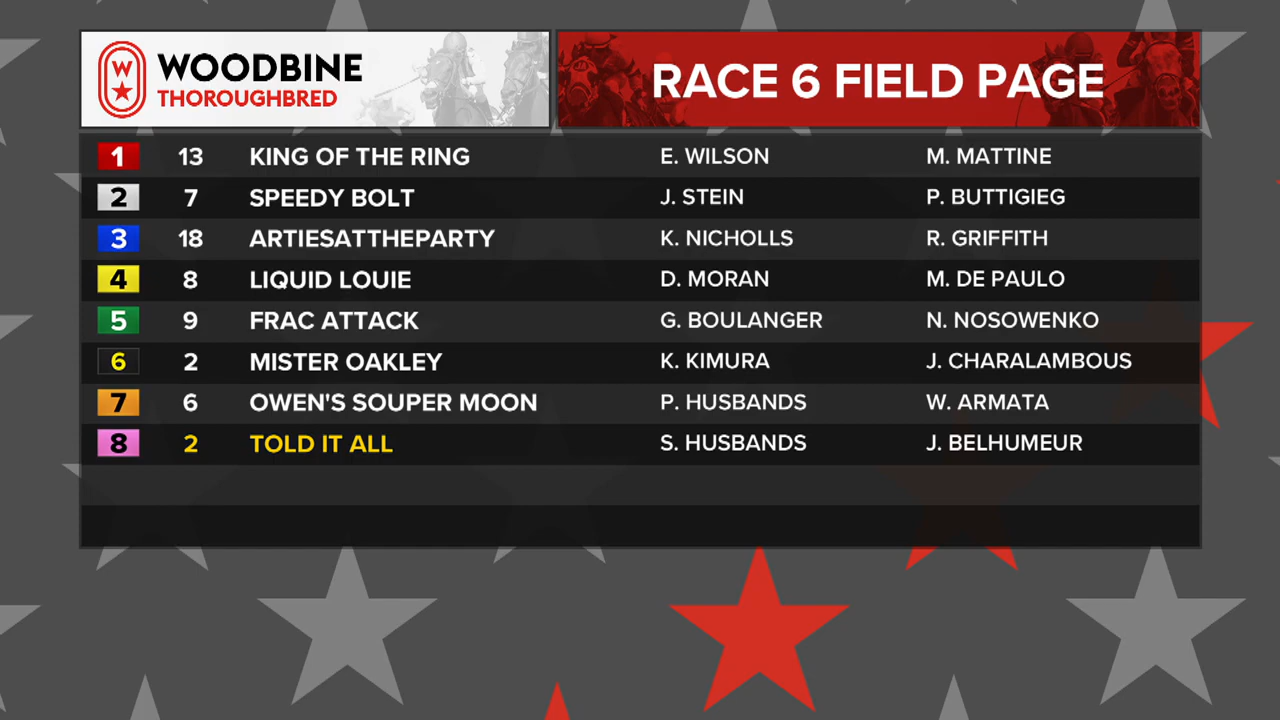 W
WOODBINE
THOROUGHBRED
RACE 6 FIELD PAGE
1 13 KING OF THE RING E. WILSON M. MATTINE
2 7 SPEEDY BOLT J. STEIN P. BUTTIGIEG
3 18 ARTIESATTHEPARTY K. NICHOLLS R. GRIFFITH
4 8 LIQUID LOUIE D. MORAN M. DE PAULO
5 9 FRAC ATTACK G. BOULANGER N. NOSOWENKO
6 2 MISTER OAKLEY K. KIMURA J. CHARALAMBOUS
7 6 OWEN'S SOUPER MOON P. HUSBANDS W. ARMATA
8 2 TOLD IT ALL S. HUSBANDS J. BELHUMEUR